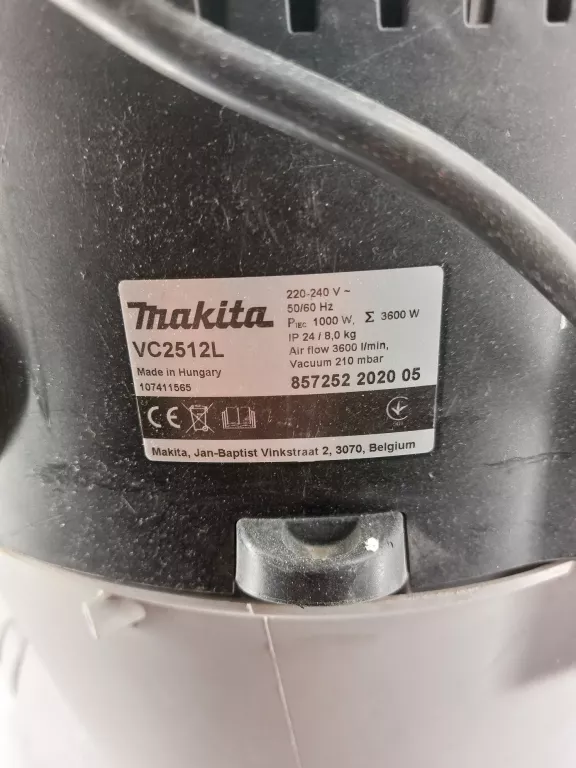 Makita
VC2512L
Made in Hungary
107411565
220-240 V ~
50/60 Hz
PIEC 1000 W, Σ 3600 W
IP 24 / 8,0 kg
Air flow 3600 l/min,
Vacuum 210 mbar
857252 2020 05
CE
Makita, Jan-Baptist Vinkstraat 2, 3070, Belgium